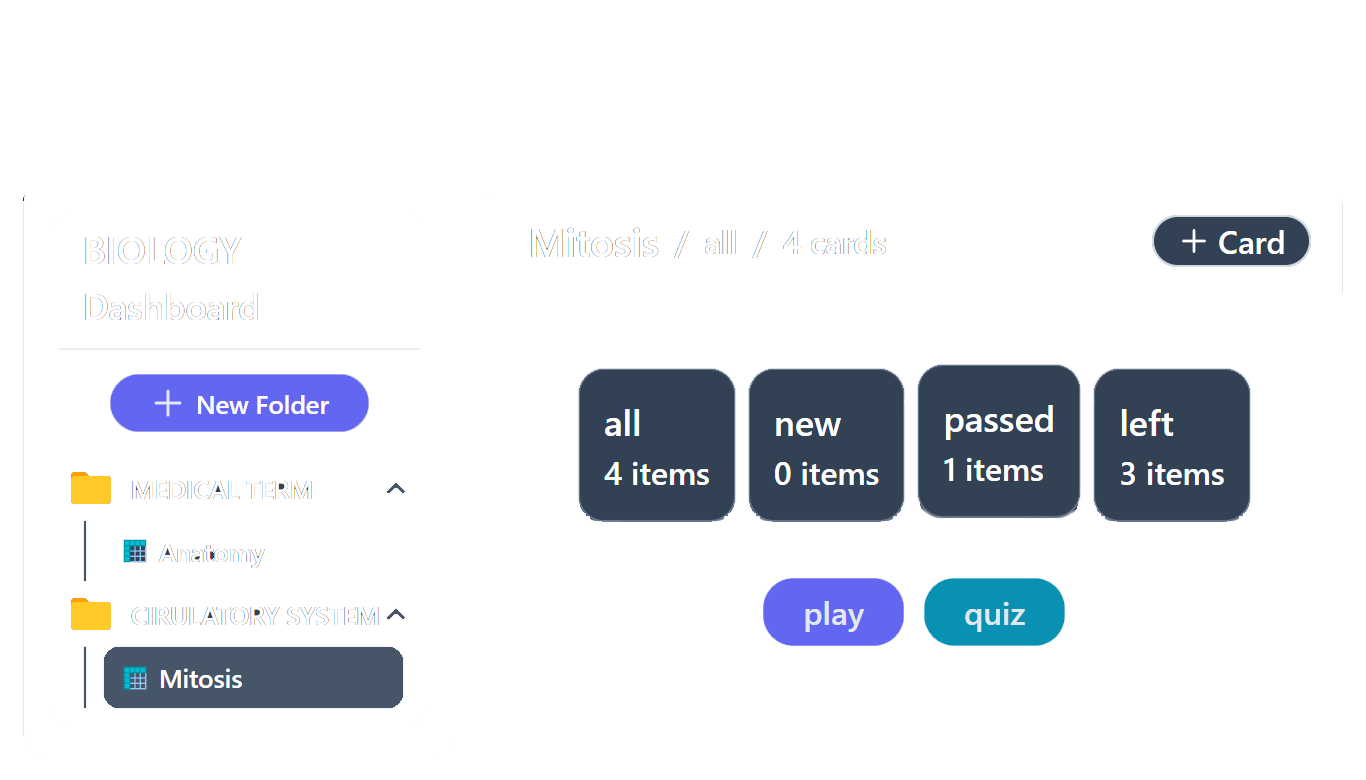 BIOLOGY
Dashboard
New Folder
MEDICAL TERM
Anatomy
CIRULATORY SYSTEM
Mitosis
Mitosis / all / 4 cards
+ Card
all
4 items
new
0 items
passed
1 items
left
3 items
play
quiz